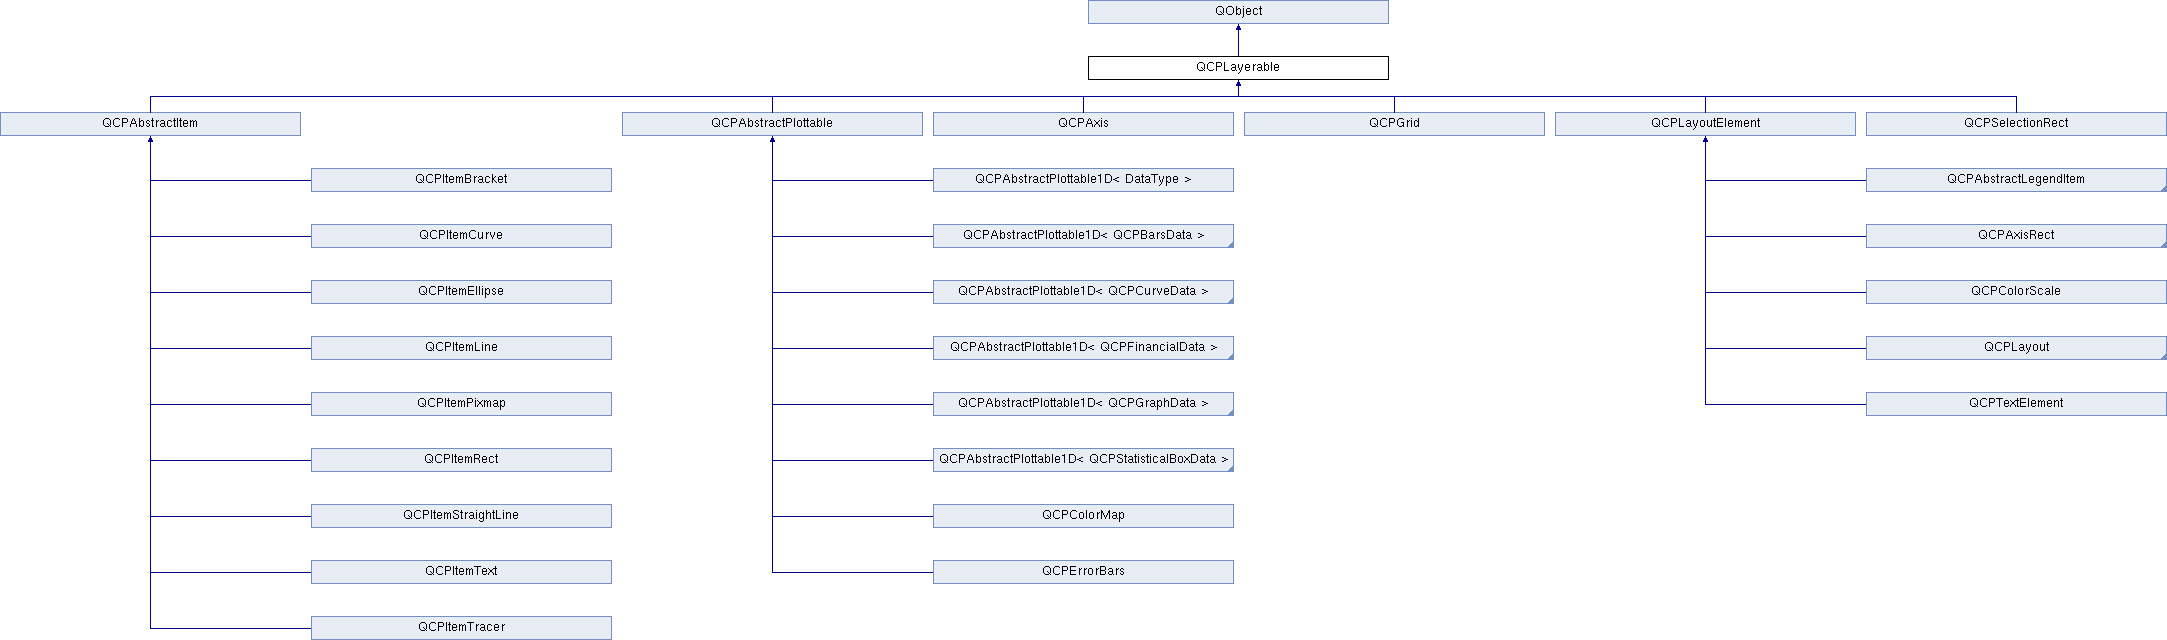 QObject
QCPLayerable
QCPAbstractItem
QCPAbstractPlottable
QCPAxis
QCPGrid
QCPLayoutElement
QCPSelectionRect
QCPItemBracket
QCPAbstractPlottable1D< DataType >
QCPAbstractLegendItem
QCPItemCurve
QCPAbstractPlottable1D< QCPBarsData >
QCPAxisRect
QCPItemEllipse
QCPAbstractPlottable1D< QCPCurveData >
QCPColorScale
QCPItemLine
QCPAbstractPlottable1D< QCPFinancialData >
QCPLayout
QCPItemPixmap
QCPAbstractPlottable1D< QCPGraphData >
QCPTextElement
QCPItemRect
QCPAbstractPlottable1D< QCPStatisticalBoxData >
QCPItemStraightLine
QCPColorMap
QCPItemText
QCPErrorBars
QCPItemTracer